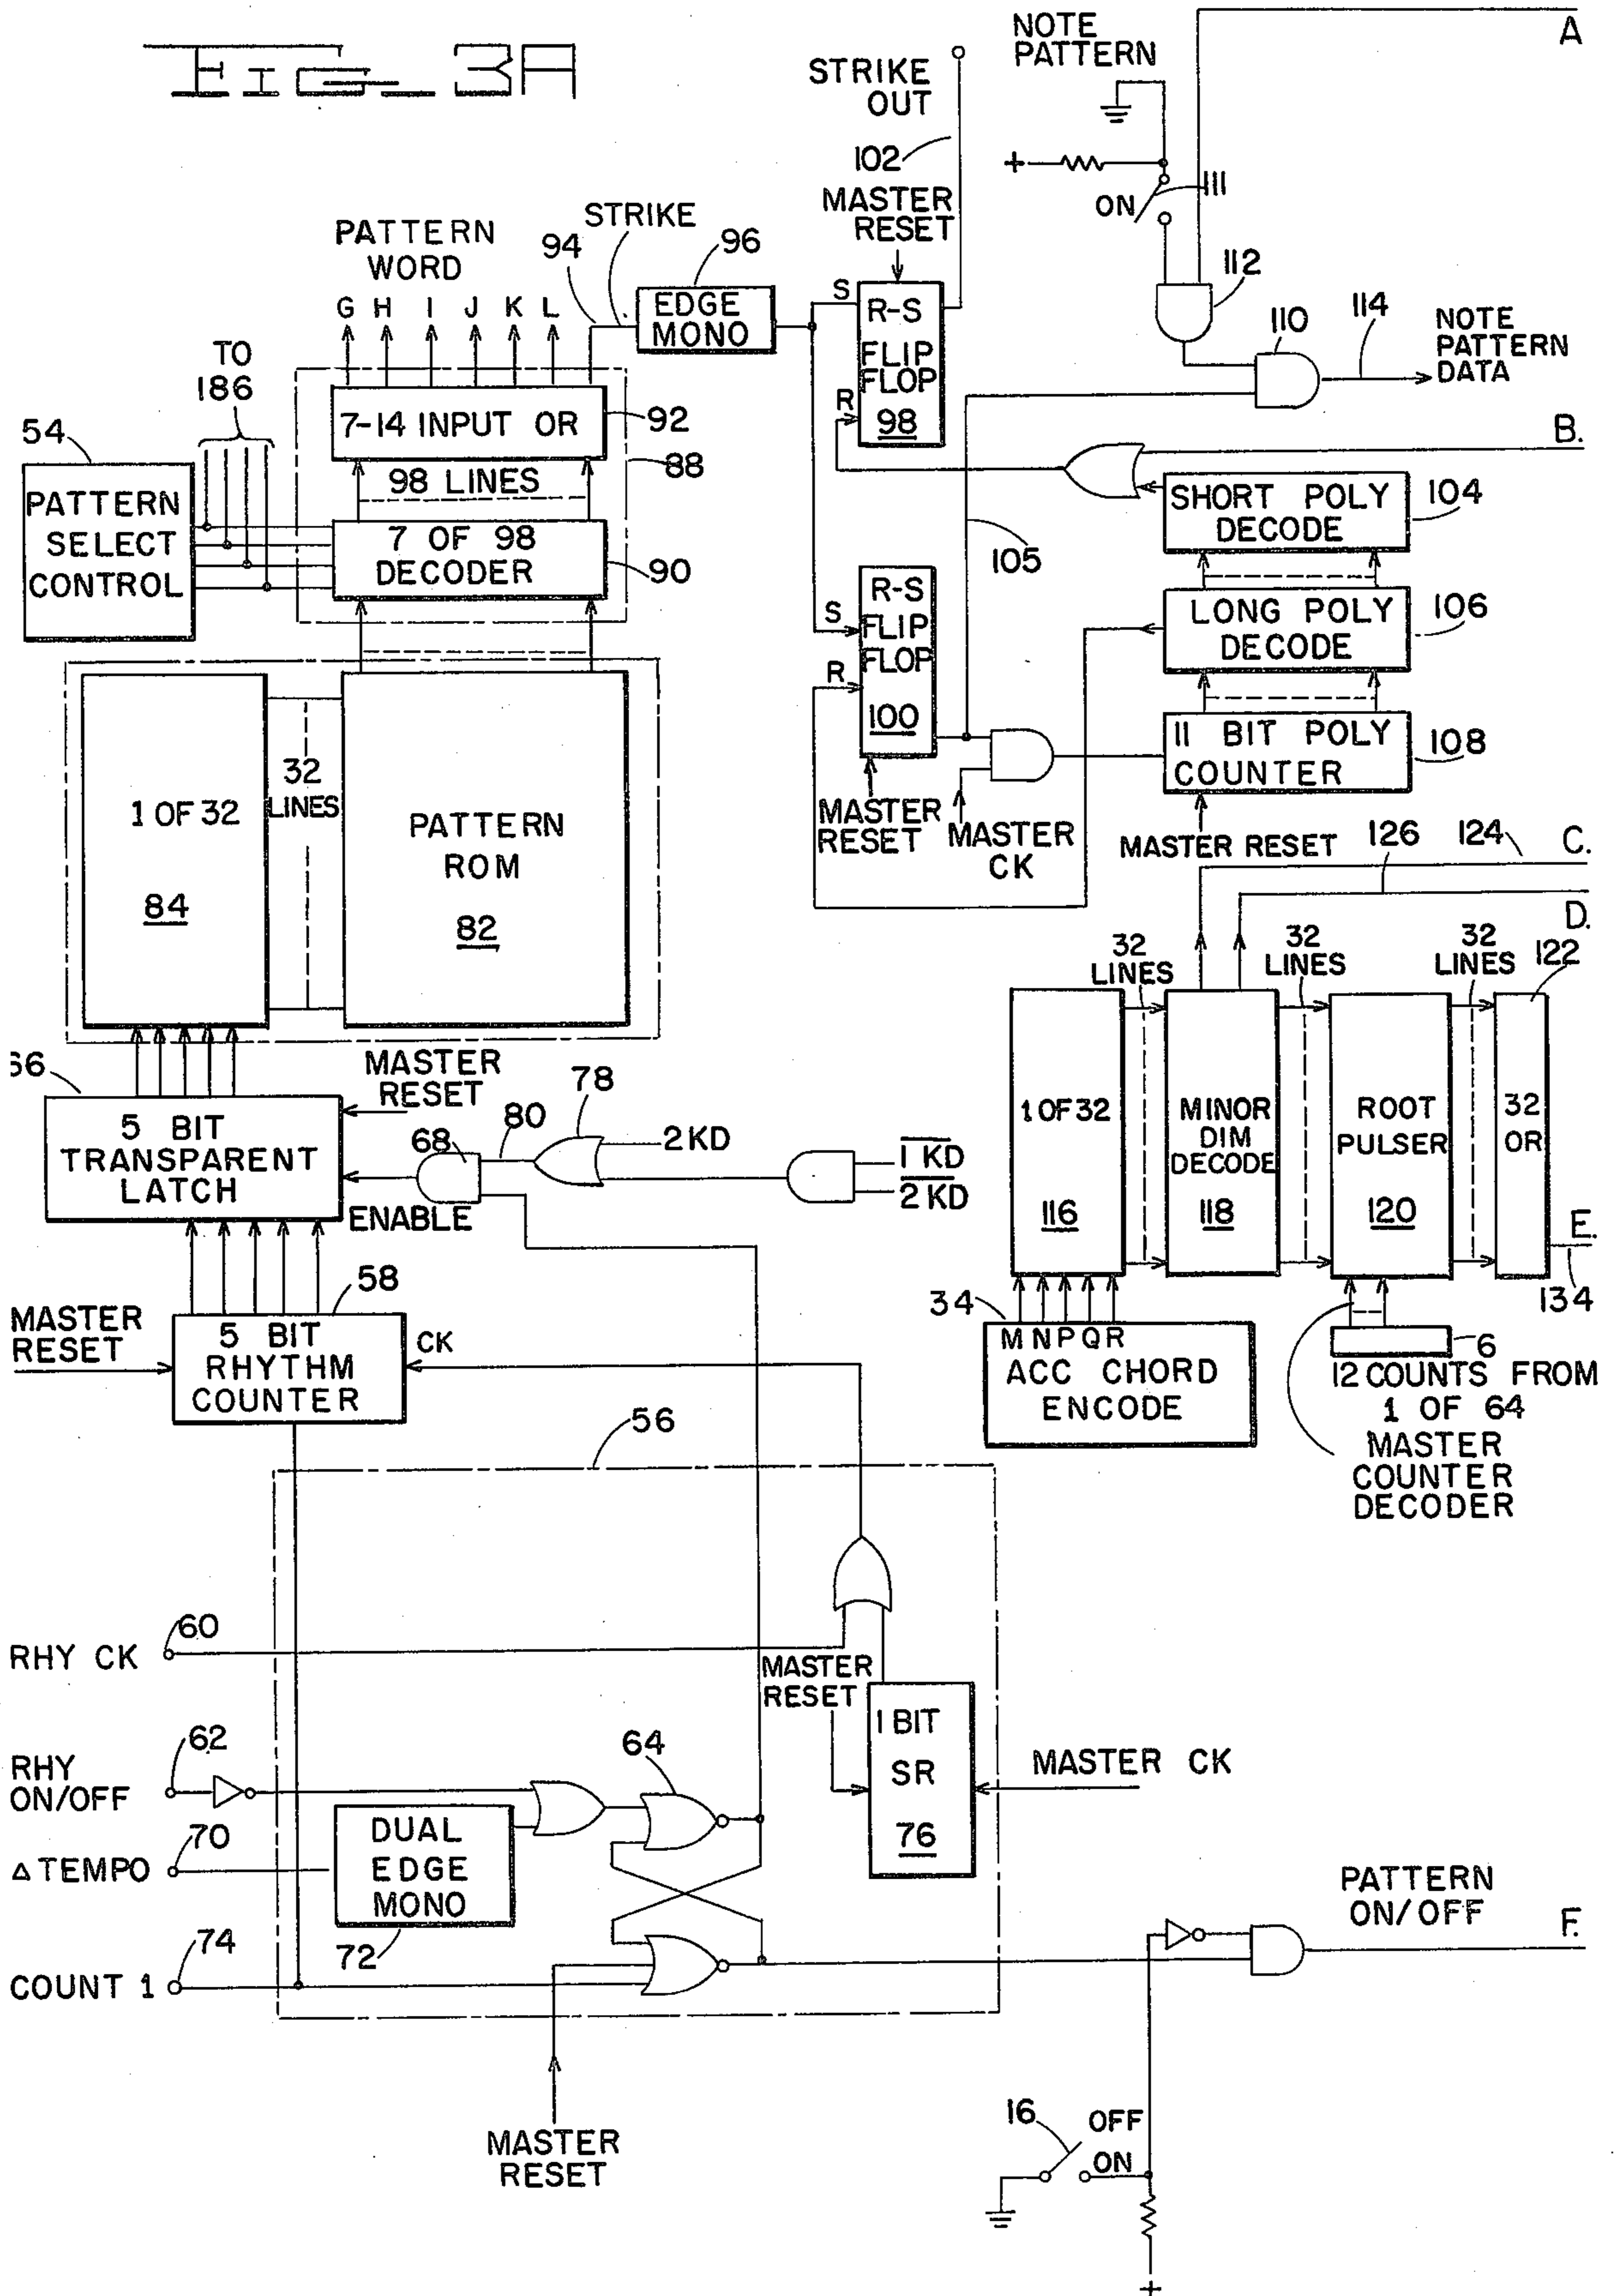 FIG_ 3A
NOTE
PATTERN
A
STRIKE
OUT
102
MASTER
RESET
ON
111
112
110
114
NOTE
PATTERN
DATA
PATTERN
WORD
STRIKE
94
96
G H I J K L
EDGE
MONO
S
R-S
FLIP
FLOP
98
R
TO
186
54
PATTERN
SELECT
CONTROL
7-14 INPUT OR
92
98 LINES
88
7 OF 98
DECODER
90
B.
SHORT POLY
DECODE
104
105
LONG POLY
DECODE
106
S
R-S
FLIP
FLOP
100
R
11 BIT POLY
COUNTER
108
MASTER
RESET
MASTER
CK
MASTER RESET
126
124
C.
D.
1 OF 32
84
32
LINES
PATTERN
ROM
82
32
LINES
32
LINES
32
LINES
122
1 OF 32
116
MINOR
DIM
DECODE
118
ROOT
PULSER
120
32
OR
E.
134
66
MASTER
RESET
5 BIT
TRANSPARENT
LATCH
68
80
78
2KD
1KD
2KD
ENABLE
58
MASTER
RESET
5 BIT
RHYTHM
COUNTER
CK
34
M N P Q R
ACC CHORD
ENCODE
6
12 COUNTS FROM
1 OF 64
MASTER
COUNTER
DECODER
56
RHY CK
60
MASTER
RESET
1 BIT
SR
76
MASTER CK
RHY
ON/OFF
62
64
Δ TEMPO
70
DUAL
EDGE
MONO
72
COUNT 1
74
PATTERN
ON/OFF
F.
MASTER
RESET
16
OFF
ON